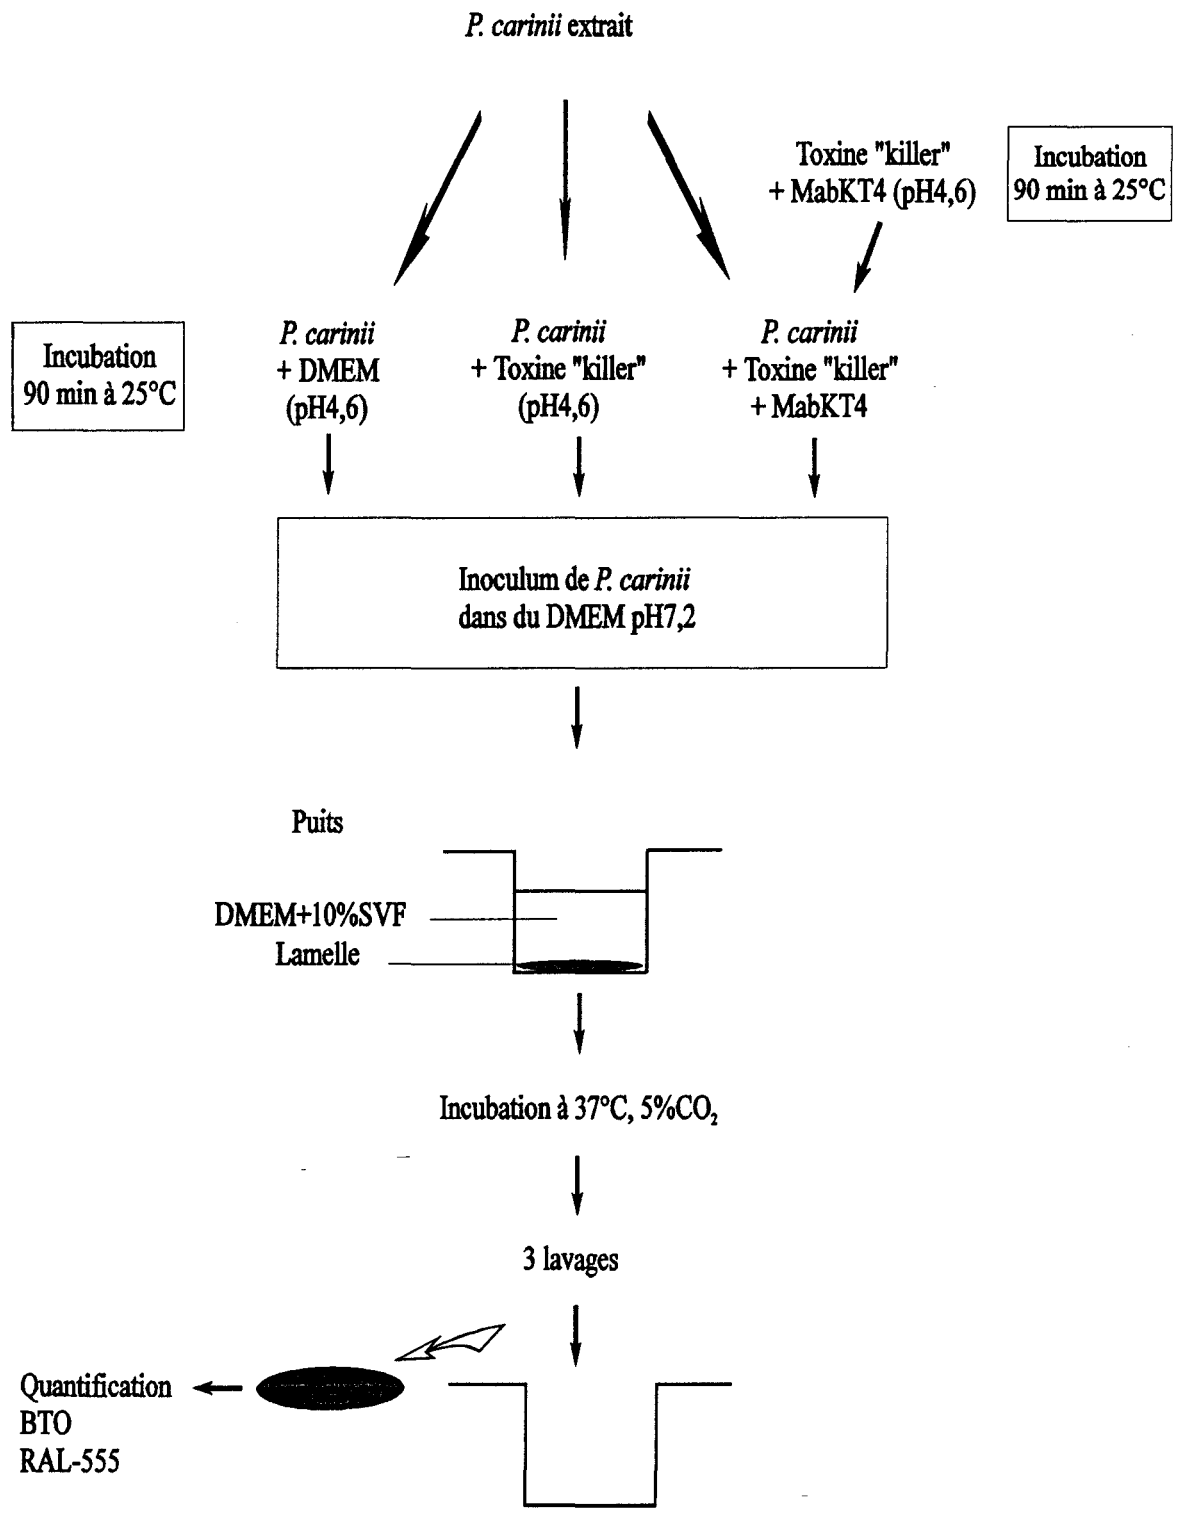 P. carinii extrait
Toxine "killer"
+ MabKT4 (pH4,6)
Incubation
90 min à 25°C
Incubation
90 min à 25°C
P. carinii
+ DMEM
(pH4,6)
P. carinii
+ Toxine "killer"
(pH4,6)
P. carinii
+ Toxine "killer"
+ MabKT4
Inoculum de P. carinii
dans du DMEM pH7,2
Puits
DMEM+10%SVF
Lamelle
Incubation à 37°C, 5%CO₂
3 lavages
Quantification
BTO
RAL-555